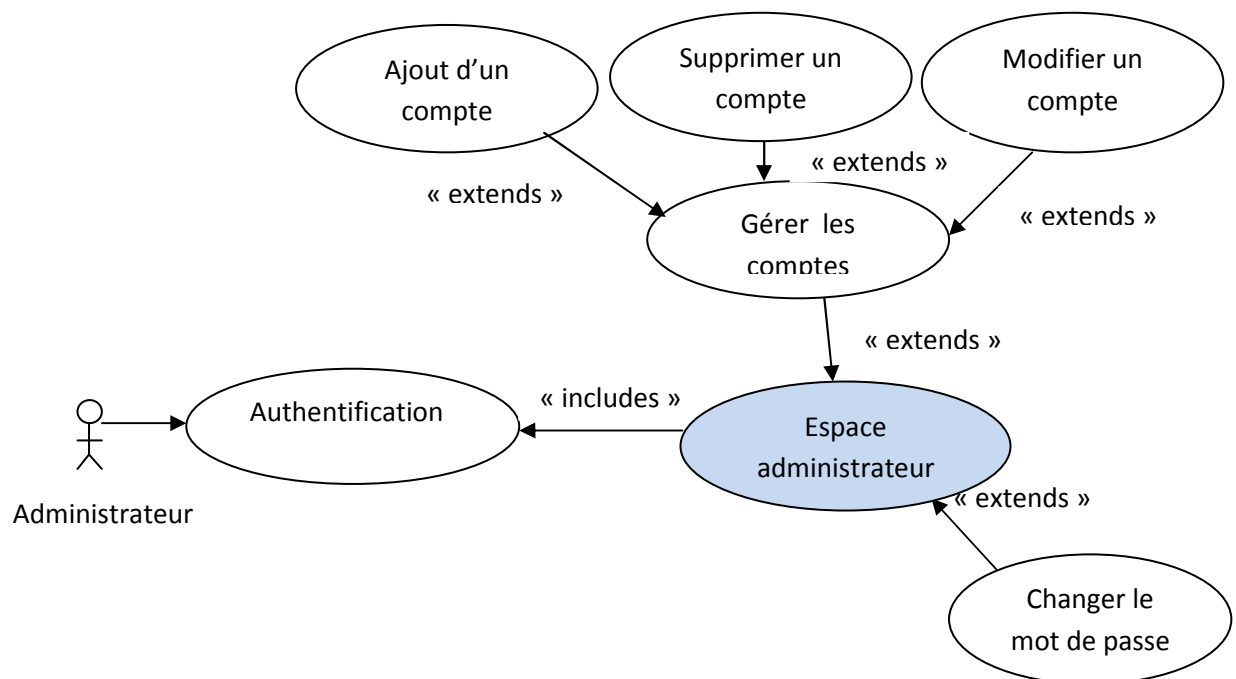 Ajout d’un
compte
Supprimer un
compte
Modifier un
compte
« extends »
« extends »
« extends »
Gérer  les
comptes
« extends »
Authentification
« includes »
Espace
administrateur
Administrateur
« extends »
Changer le
mot de passe